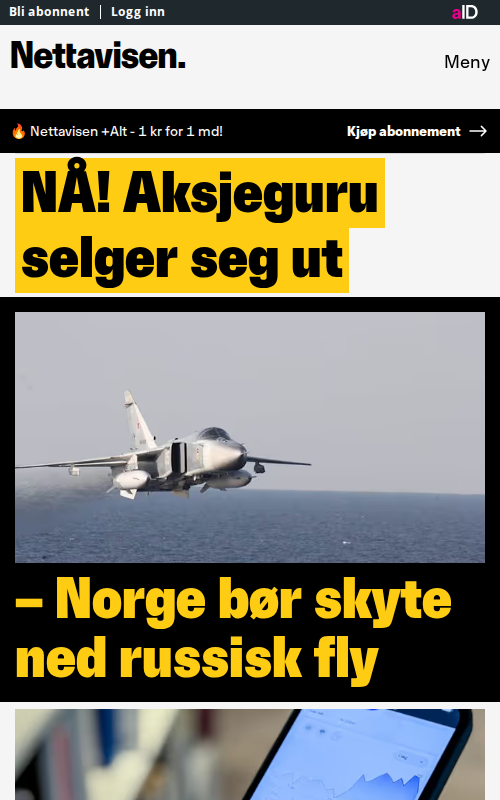 Bli abonnent | Logg inn
aID
Nettavisen.
Meny
🔥 Nettavisen +Alt - 1 kr for 1 md!
Kjøp abonnement →
NÅ! Aksjeguru
selger seg ut
– Norge bør skyte
ned russisk fly